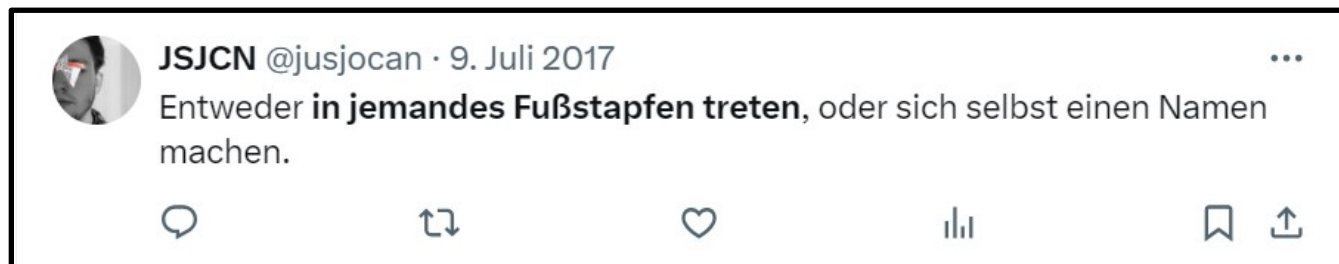 JSJCN @jusjocan · 9. Juli 2017
Entweder in jemandes Fußstapfen treten, oder sich selbst einen Namen
machen.